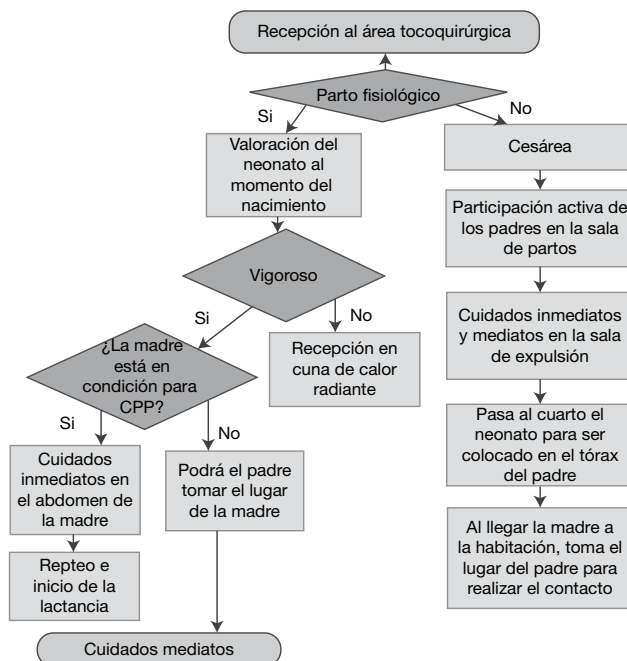 Recepción al área tocoquirúrgica
Parto fisiológico
Si
No
Valoración del
neonato al
momento del
nacimiento
Cesárea
Participación activa de
los padres en la sala
de partos
Vigoroso
Si
No
Cuidados inmediatos
y mediatos en la sala
de expulsión
¿La madre
está en
condición para
CPP?
Recepción en
cuna de calor
radiante
Si
No
Pasa al cuarto el
neonato para ser
colocado en el tórax
del padre
Cuidados
inmediatos en
el abdomen de
la madre
Podrá el padre
tomar el lugar
de la madre
Al llegar la madre a
la habitación, toma el
lugar del padre para
realizar el contacto
Repteo e
inicio de la
lactancia
Cuidados mediatos